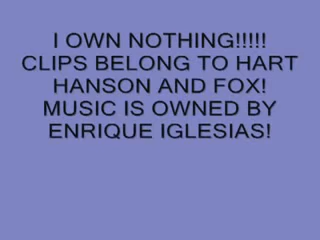 I OWN NOTHING!!!!!
CLIPS BELONG TO HART
HANSON AND FOX!
MUSIC IS OWNED BY
ENRIQUE IGLESIAS!